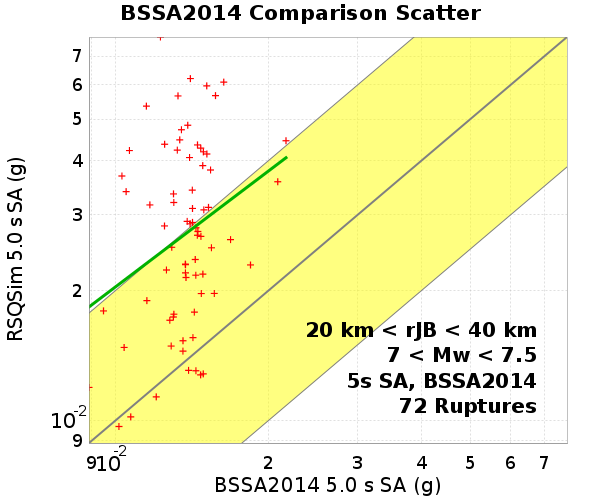 BSSA2014 Comparison Scatter
RSQSim 5.0 s SA (g)
7
6
5
4
3
2
10-2
9
20 km < rJB < 40 km
7 < Mw < 7.5
5s SA, BSSA2014
72 Ruptures
9 10-2 2 3 4 5 6 7
BSSA2014 5.0 s SA (g)